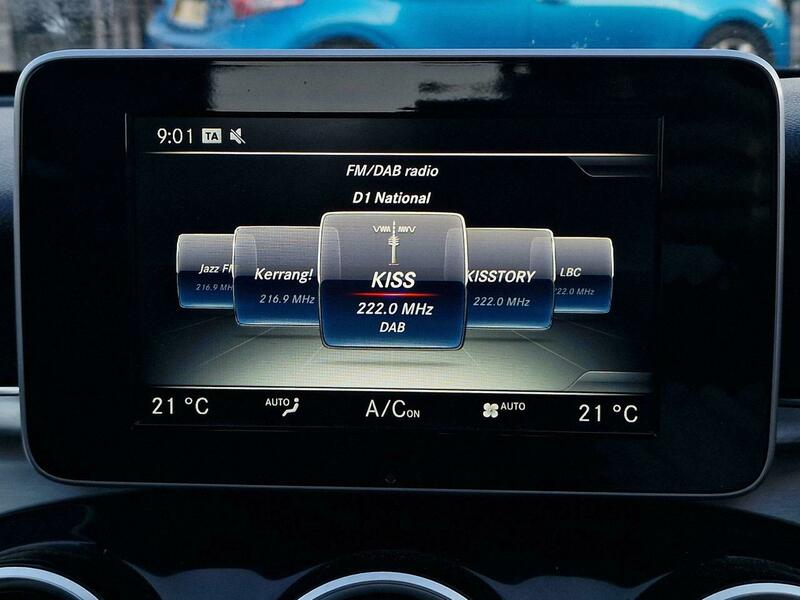 9:01 TA
FM/DAB radio
D1 National
Jazz FM
216.9 MHz
Kerrang!
216.9 MHz
KISS
222.0 MHz
DAB
KISSTORY
222.0 MHz
LBC
222.0 MHz
21 °C
AUTO
A/C ON
AUTO
21 °C